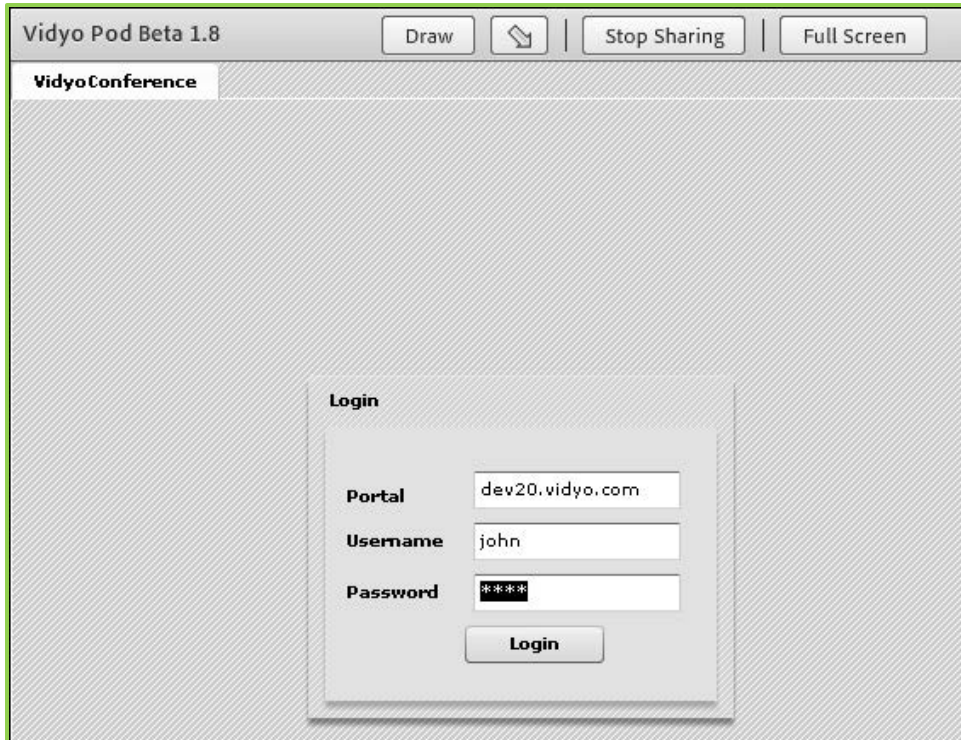 Vidyo Pod Beta 1.8 Draw Stop Sharing Full Screen
VidyoConference
Login
Portal dev20.vidyo.com
Username john
Password ****
Login